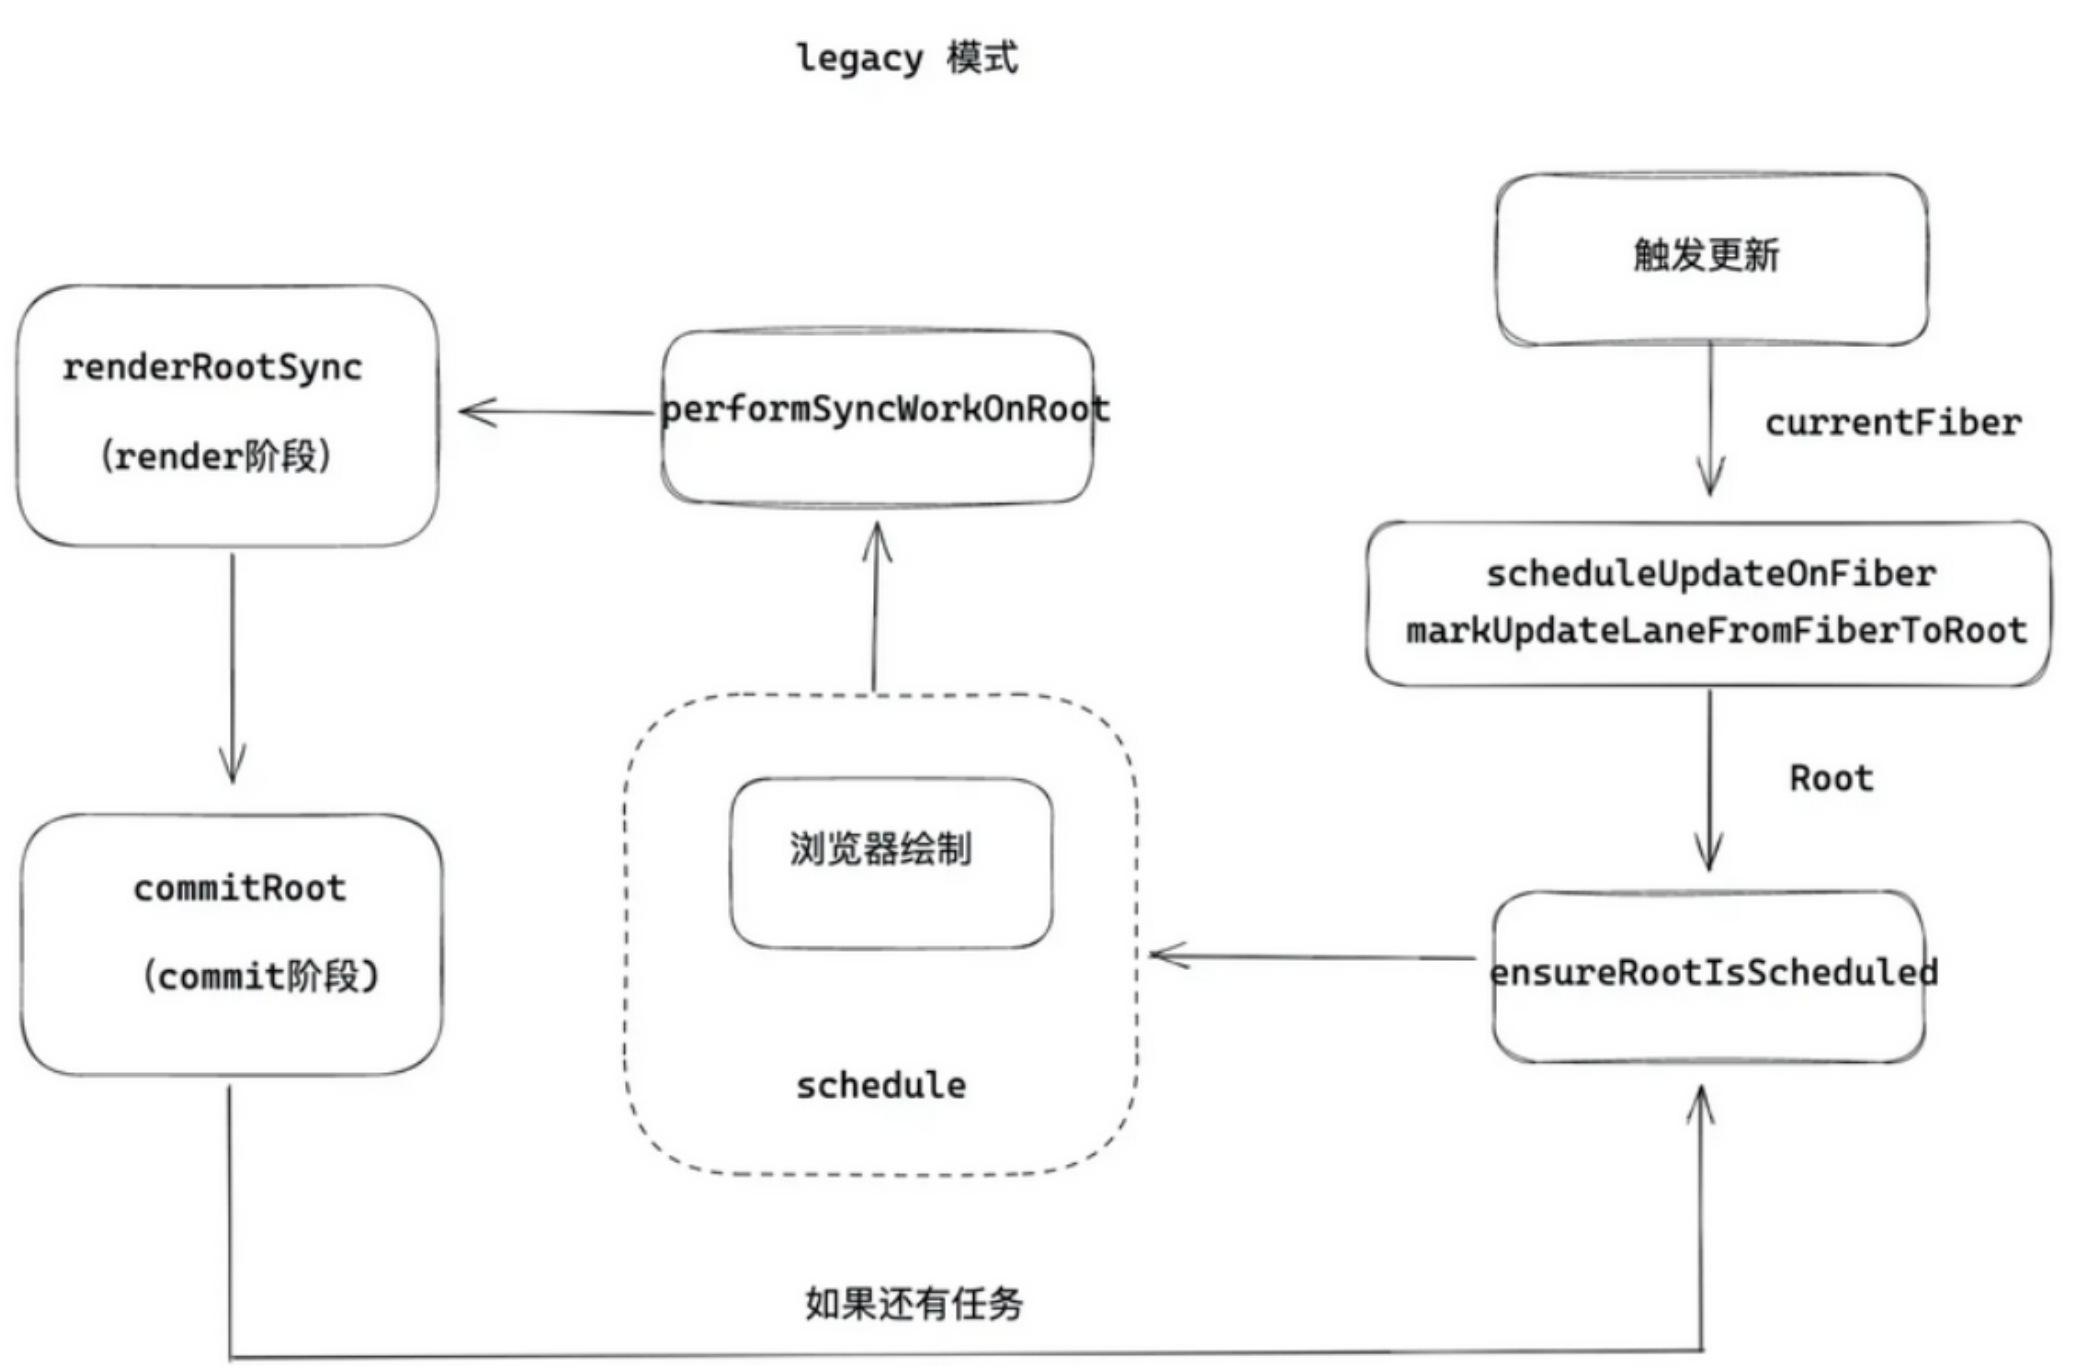 legacy 模式
触发更新
currentFiber
scheduleUpdateOnFiber
markUpdateLaneFromFiberToRoot
Root
ensureRootIsScheduled
浏览器绘制
schedule
performSyncWorkOnRoot
renderRootSync
(render阶段)
commitRoot
(commit阶段)
如果还有任务